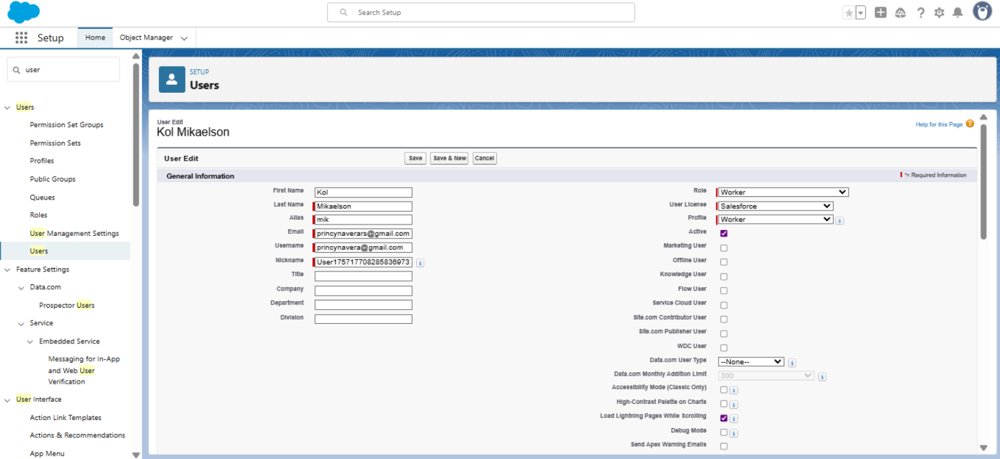 Search Setup
Setup
Home
Object Manager
user
Users
Permission Set Groups
Permission Sets
Profiles
Public Groups
Queues
Roles
User Management Settings
Users
Feature Settings
Data.com
Prospector Users
Service
Embedded Service
Messaging for In-App
and Web User
Verification
User Interface
Action Link Templates
Actions & Recommendations
App Menu
SETUP
Users
User Edit
Kol Mikaelson
Help for this Page ?
User Edit
Save
Save & New
Cancel
General Information
*= Required Information
First Name Kol
Last Name Mikaelson
Alias mik
Email princynaverars@gmail.com
Username princynavera@gmail.com
Nickname User175717708285836973 i
Title
Company
Department
Division
Role Worker
User License Salesforce
Profile Worker i
Active
Marketing User
Offline User
Knowledge User
Flow User
Service Cloud User
Site.com Contributor User
Site.com Publisher User
WDC User
Data.com User Type --None-- i
Data.com Monthly Addition Limit 300 i
Accessibility Mode (Classic Only) i
High-Contrast Palette on Charts i
Load Lightning Pages While Scrolling i
Debug Mode i
Send Apex Warning Emails